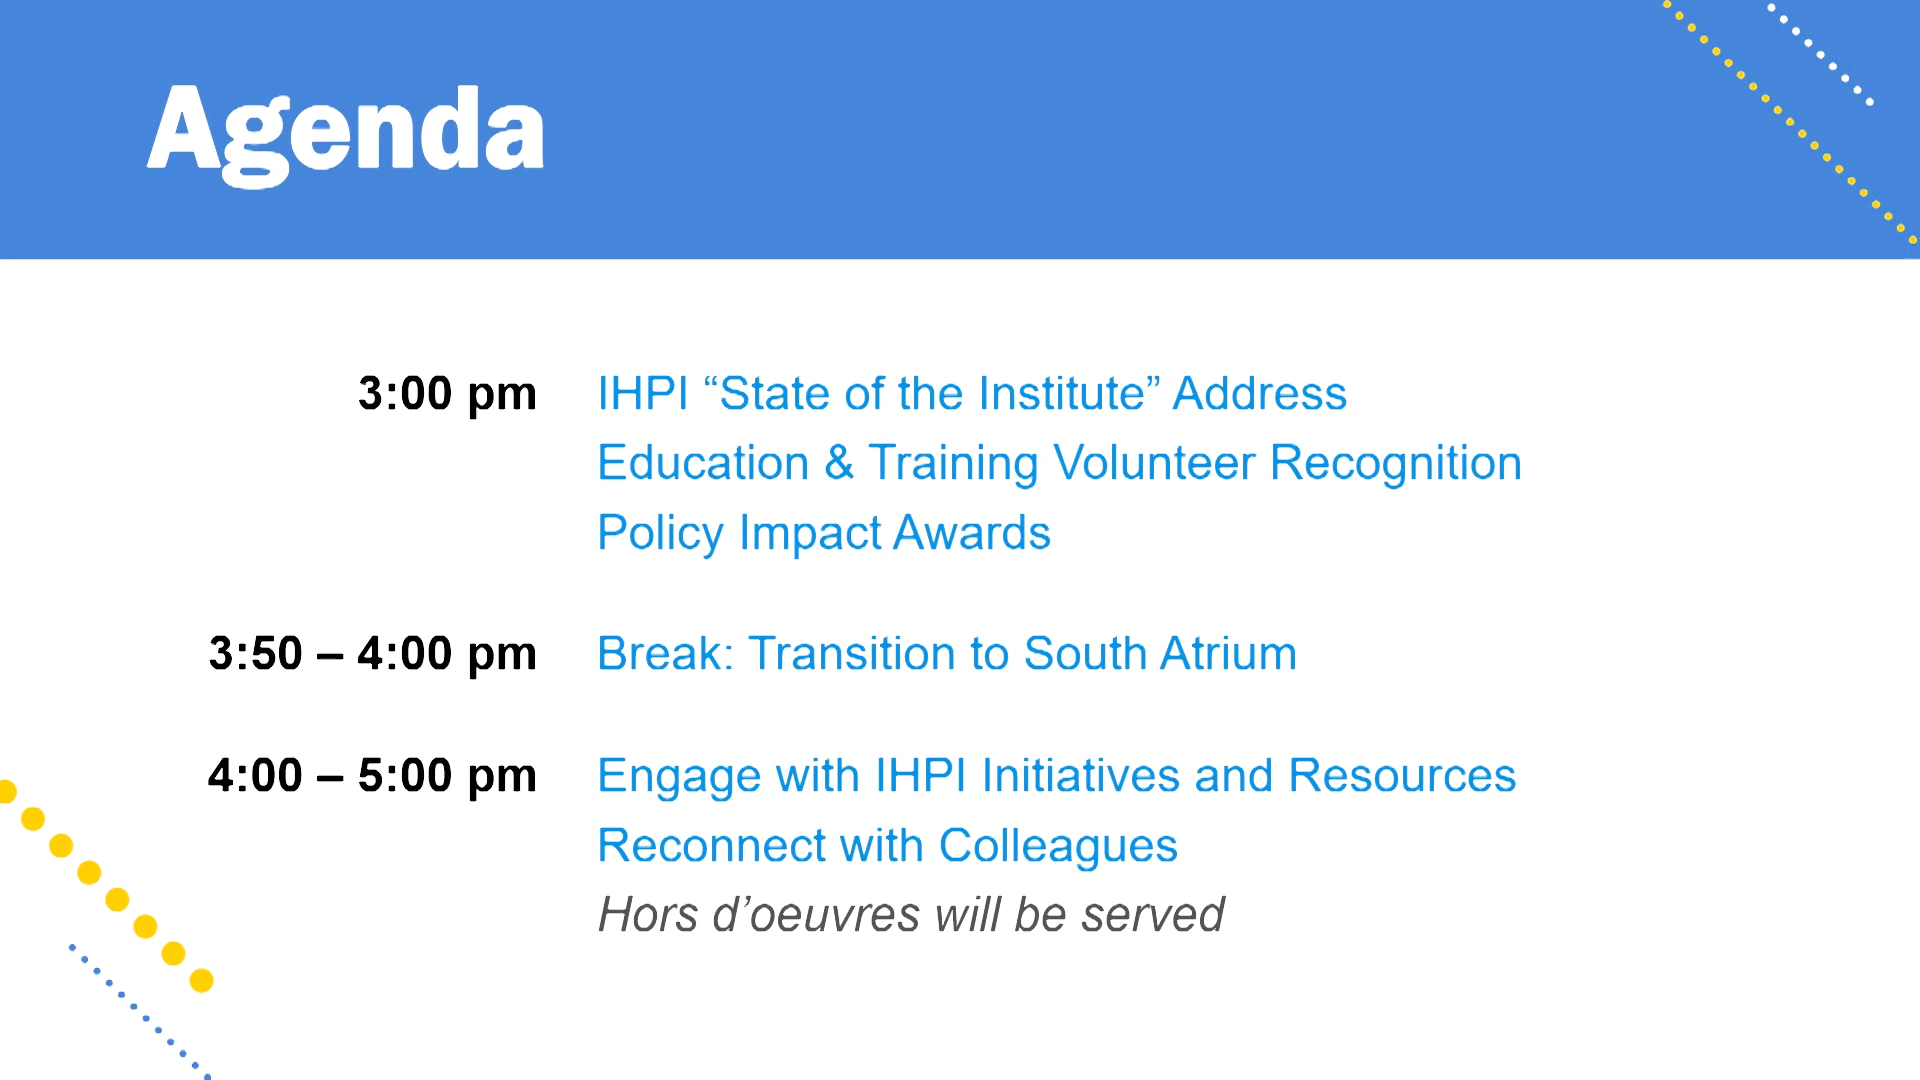 Agenda
3:00 pm IHPI “State of the Institute” Address
Education & Training Volunteer Recognition
Policy Impact Awards
3:50 – 4:00 pm Break: Transition to South Atrium
4:00 – 5:00 pm Engage with IHPI Initiatives and Resources
Reconnect with Colleagues
Hors d’oeuvres will be served